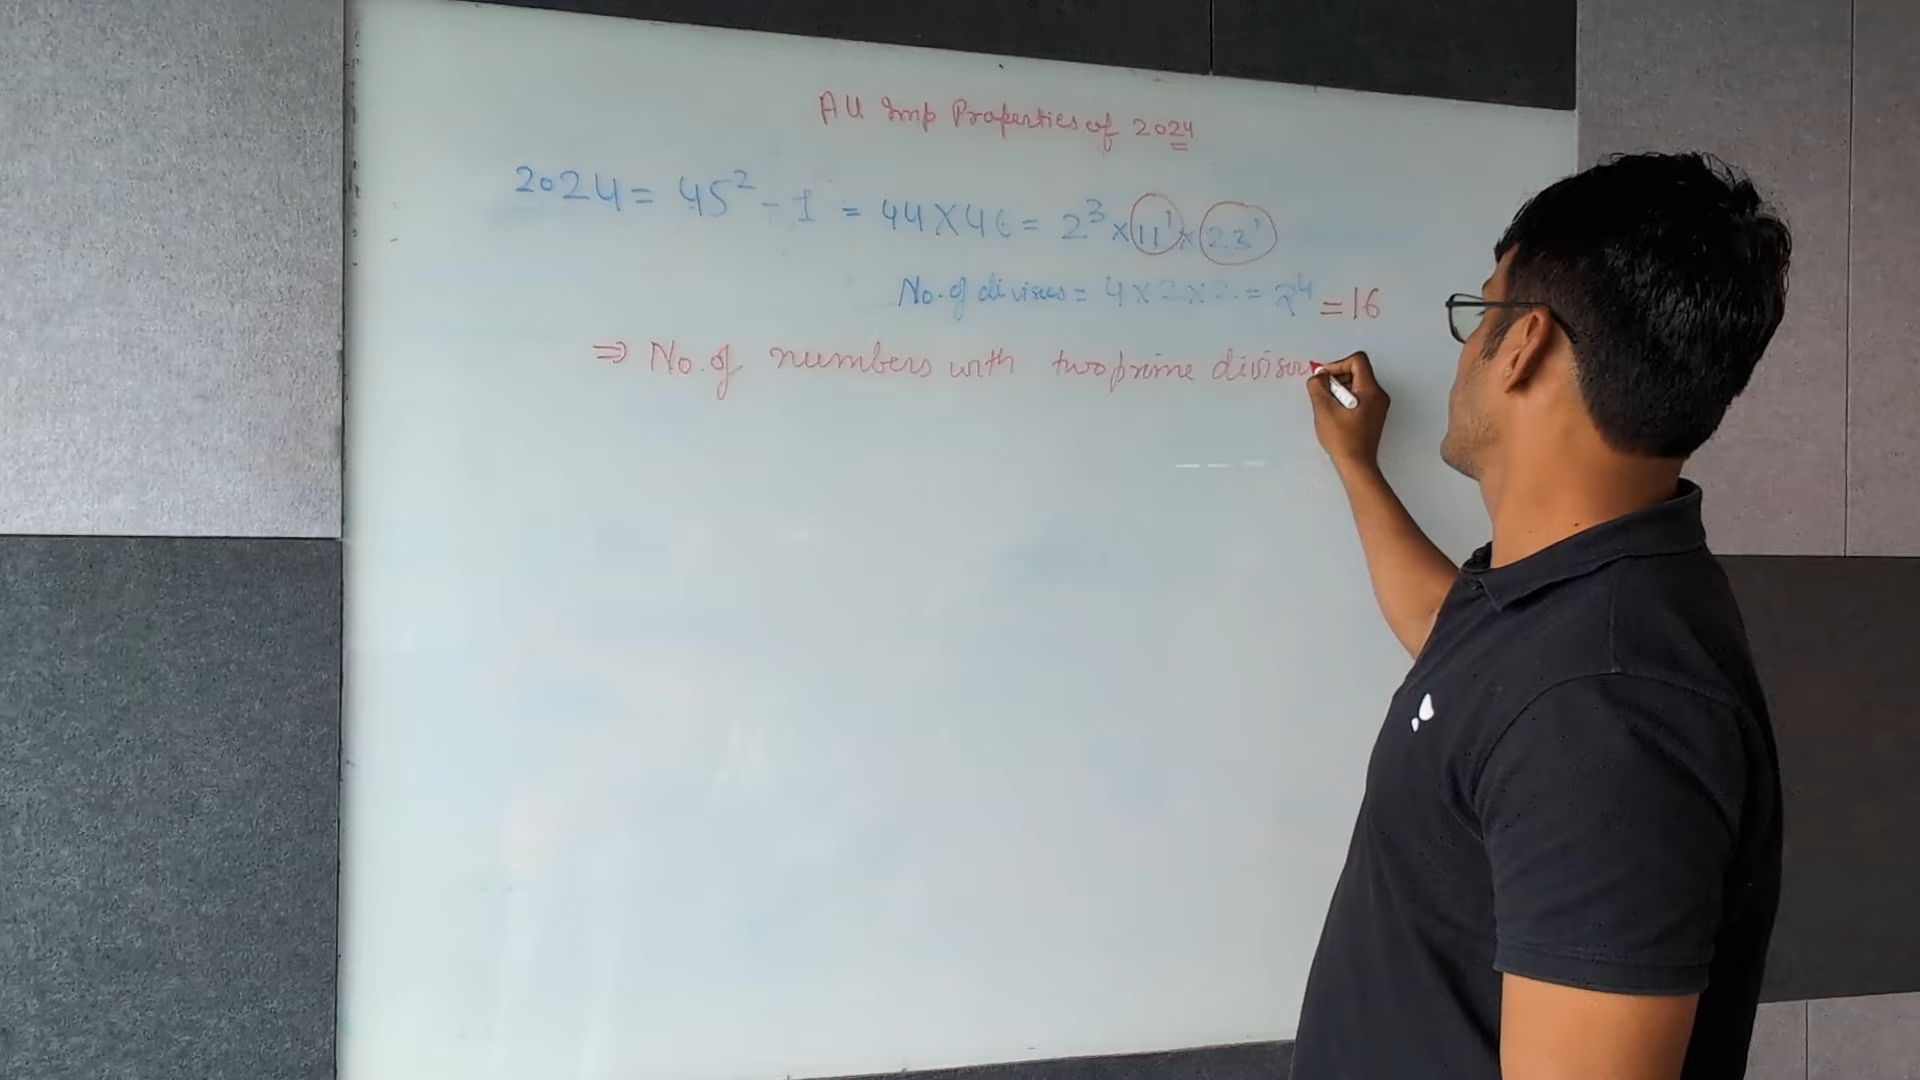 All Imp Properties of 2024
2024 = 45² - 1 = 44 × 46 = 2³ × 11¹ × 23¹
No. of divisors = 4 × 2 × 2 = 2⁴ = 16
⇒ No. of numbers with two prime divisor